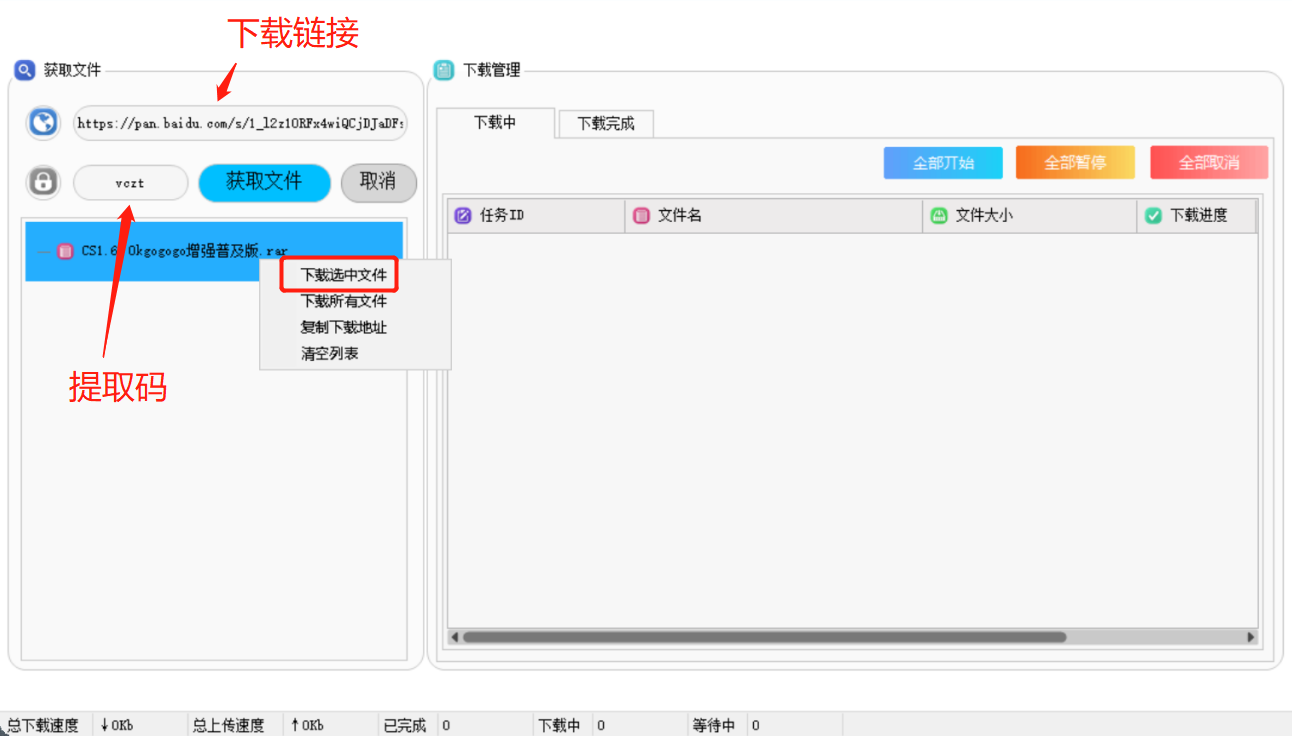 下载链接
获取文件
下载管理
https://pan.baidu.com/s/1_l2z1ORFx4wiQCjDJaDFs
下载中
下载完成
vczt
获取文件
取消
全部开始
全部暂停
全部取消
任务ID
文件名
文件大小
下载进度
CS1.6 Okgogogo增强普及版.rar
下载选中文件
下载所有文件
复制下载地址
清空列表
提取码
总下载速度 ↓0Kb 总上传速度 ↑0Kb 已完成 0 下载中 0 等待中 0